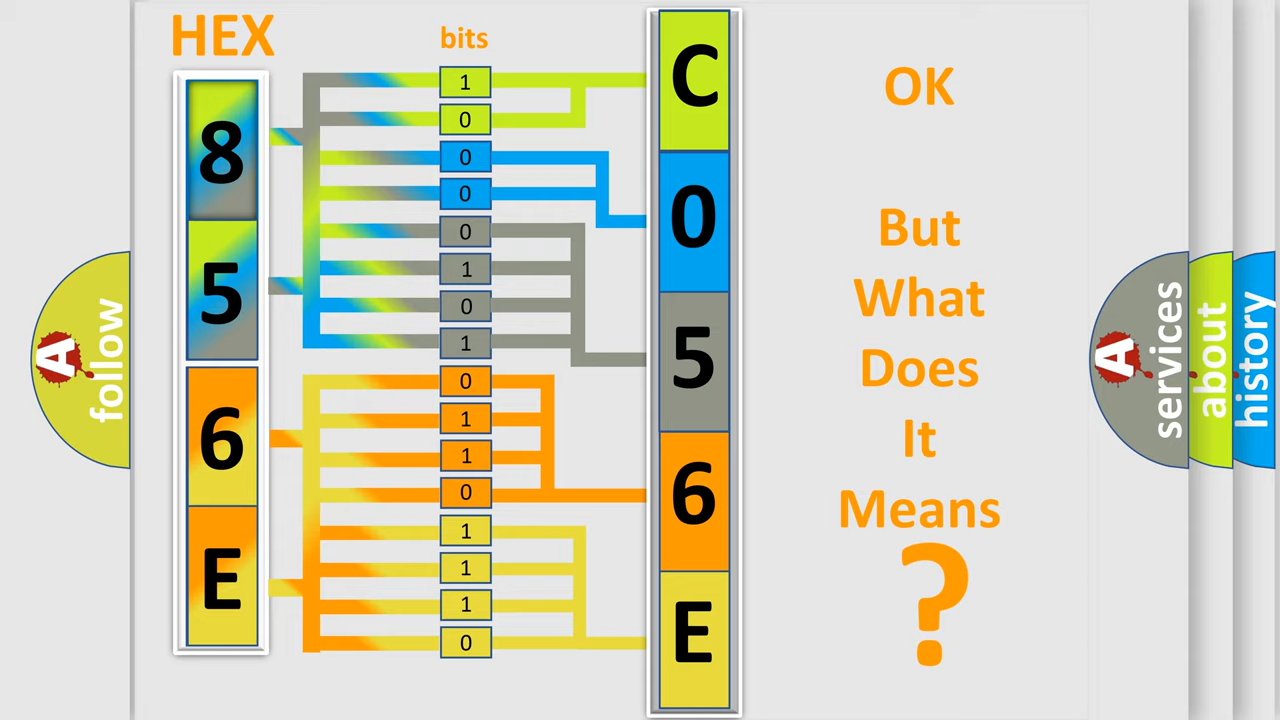 HEX
bits
8
5
6
E
1
0
0
0
0
1
0
1
0
1
1
0
1
1
1
0
C
0
5
6
E
OK
But
What
Does
It
Means
?
A
follow
A
services
about
history